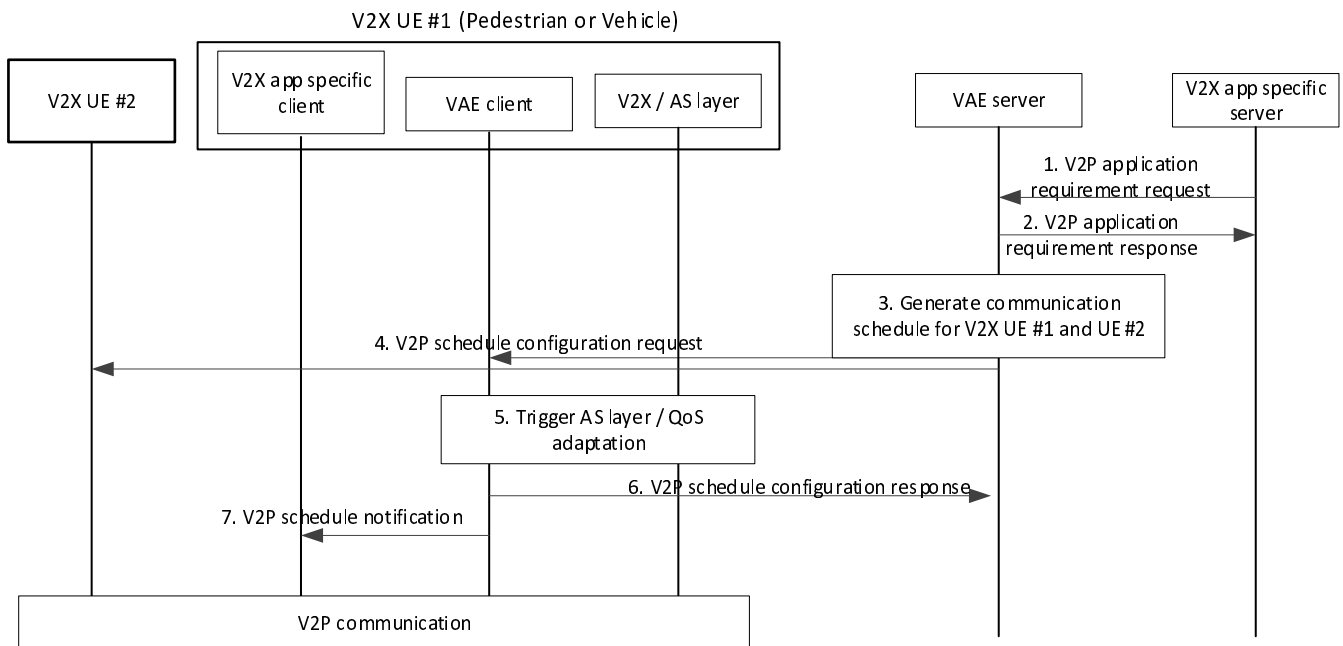 V2X UE #1 (Pedestrian or Vehicle)
V2X UE #2
V2X app specific
client
VAE client
V2X / AS layer
VAE server
V2X app specific
server
1. V2P application
requirement request
2. V2P application
requirement response
3. Generate communication
schedule for V2X UE #1 and UE #2
4. V2P schedule configuration request
5. Trigger AS layer / QoS
adaptation
6. V2P schedule configuration response
7. V2P schedule notification
V2P communication